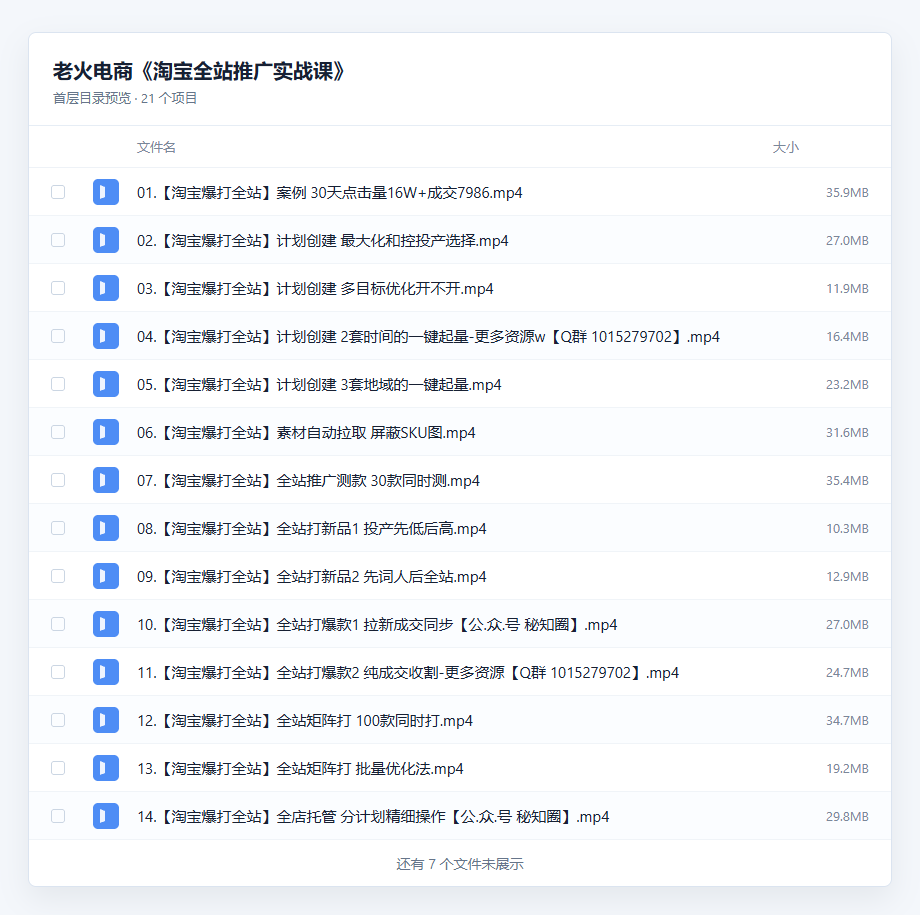 老火电商《淘宝全站推广实战课》
首层目录预览 · 21 个项目
文件名 大小
01.【淘宝爆打全站】案例 30天点击量16W+成交7986.mp4 35.9MB
02.【淘宝爆打全站】计划创建 最大化和控投产选择.mp4 27.0MB
03.【淘宝爆打全站】计划创建 多目标优化开不开.mp4 11.9MB
04.【淘宝爆打全站】计划创建 2套时间的一键起量-更多资源w【Q群 1015279702】.mp4 16.4MB
05.【淘宝爆打全站】计划创建 3套地域的一键起量.mp4 23.2MB
06.【淘宝爆打全站】素材自动拉取 屏蔽SKU图.mp4 31.6MB
07.【淘宝爆打全站】全站推广测款 30款同时测.mp4 35.4MB
08.【淘宝爆打全站】全站打新品1 投产先低后高.mp4 10.3MB
09.【淘宝爆打全站】全站打新品2 先词人后全站.mp4 12.9MB
10.【淘宝爆打全站】全站打爆款1 拉新成交同步【公.众.号 秘知圈】.mp4 27.0MB
11.【淘宝爆打全站】全站打爆款2 纯成交收割-更多资源【Q群 1015279702】.mp4 24.7MB
12.【淘宝爆打全站】全站矩阵打 100款同时打.mp4 34.7MB
13.【淘宝爆打全站】全站矩阵打 批量优化法.mp4 19.2MB
14.【淘宝爆打全站】全店托管 分计划精细操作【公.众.号 秘知圈】.mp4 29.8MB
还有 7 个文件未展示